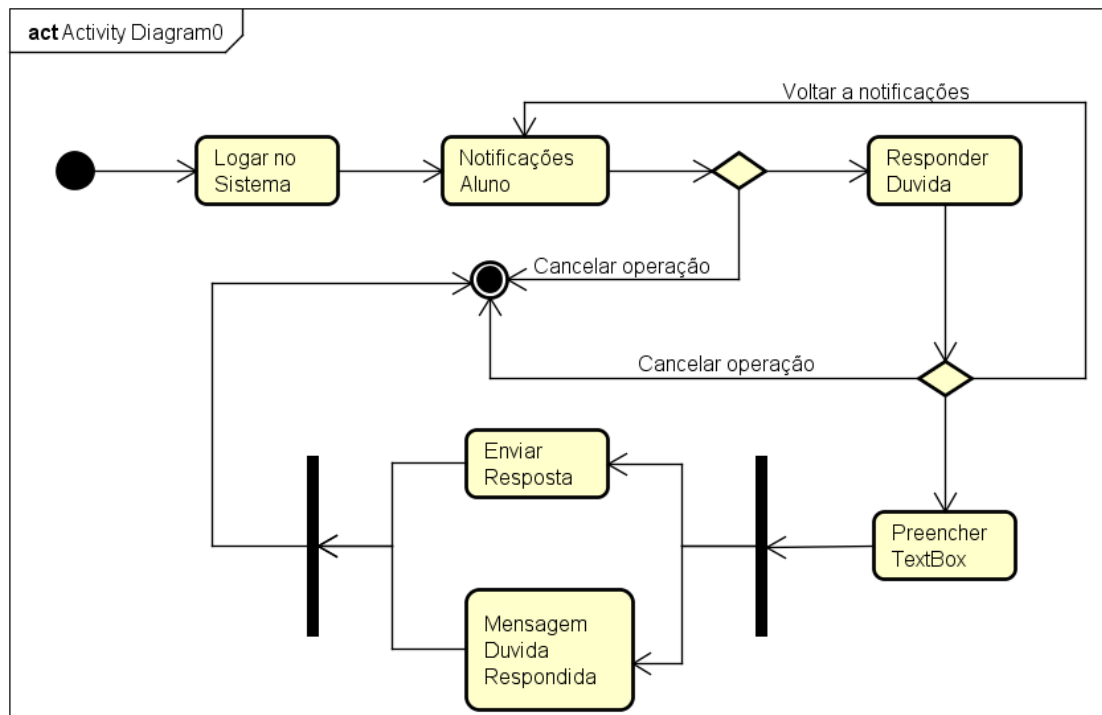 act Activity Diagram0
Voltar a notificações
Logar no
Sistema
Notificações
Aluno
Responder
Duvida
Cancelar operação
Cancelar operação
Enviar
Resposta
Preencher
TextBox
Mensagem
Duvida
Respondida